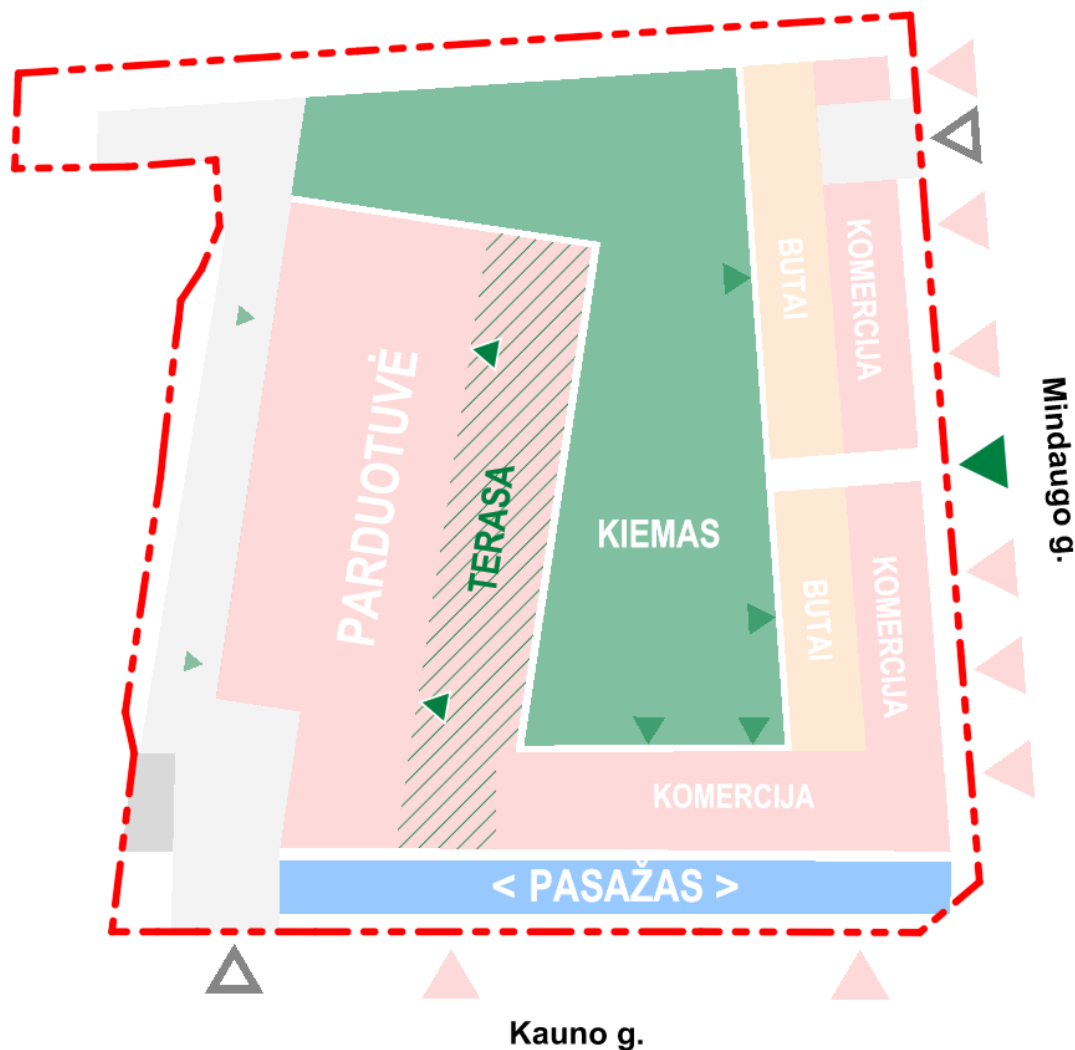 BUTAI
KOMERCIJA
PARDUOTUVĖ
TERASA
KIEMAS
Mindaugo g.
BUTAI
KOMERCIJA
KOMERCIJA
< PASAŽAS >
Kauno g.